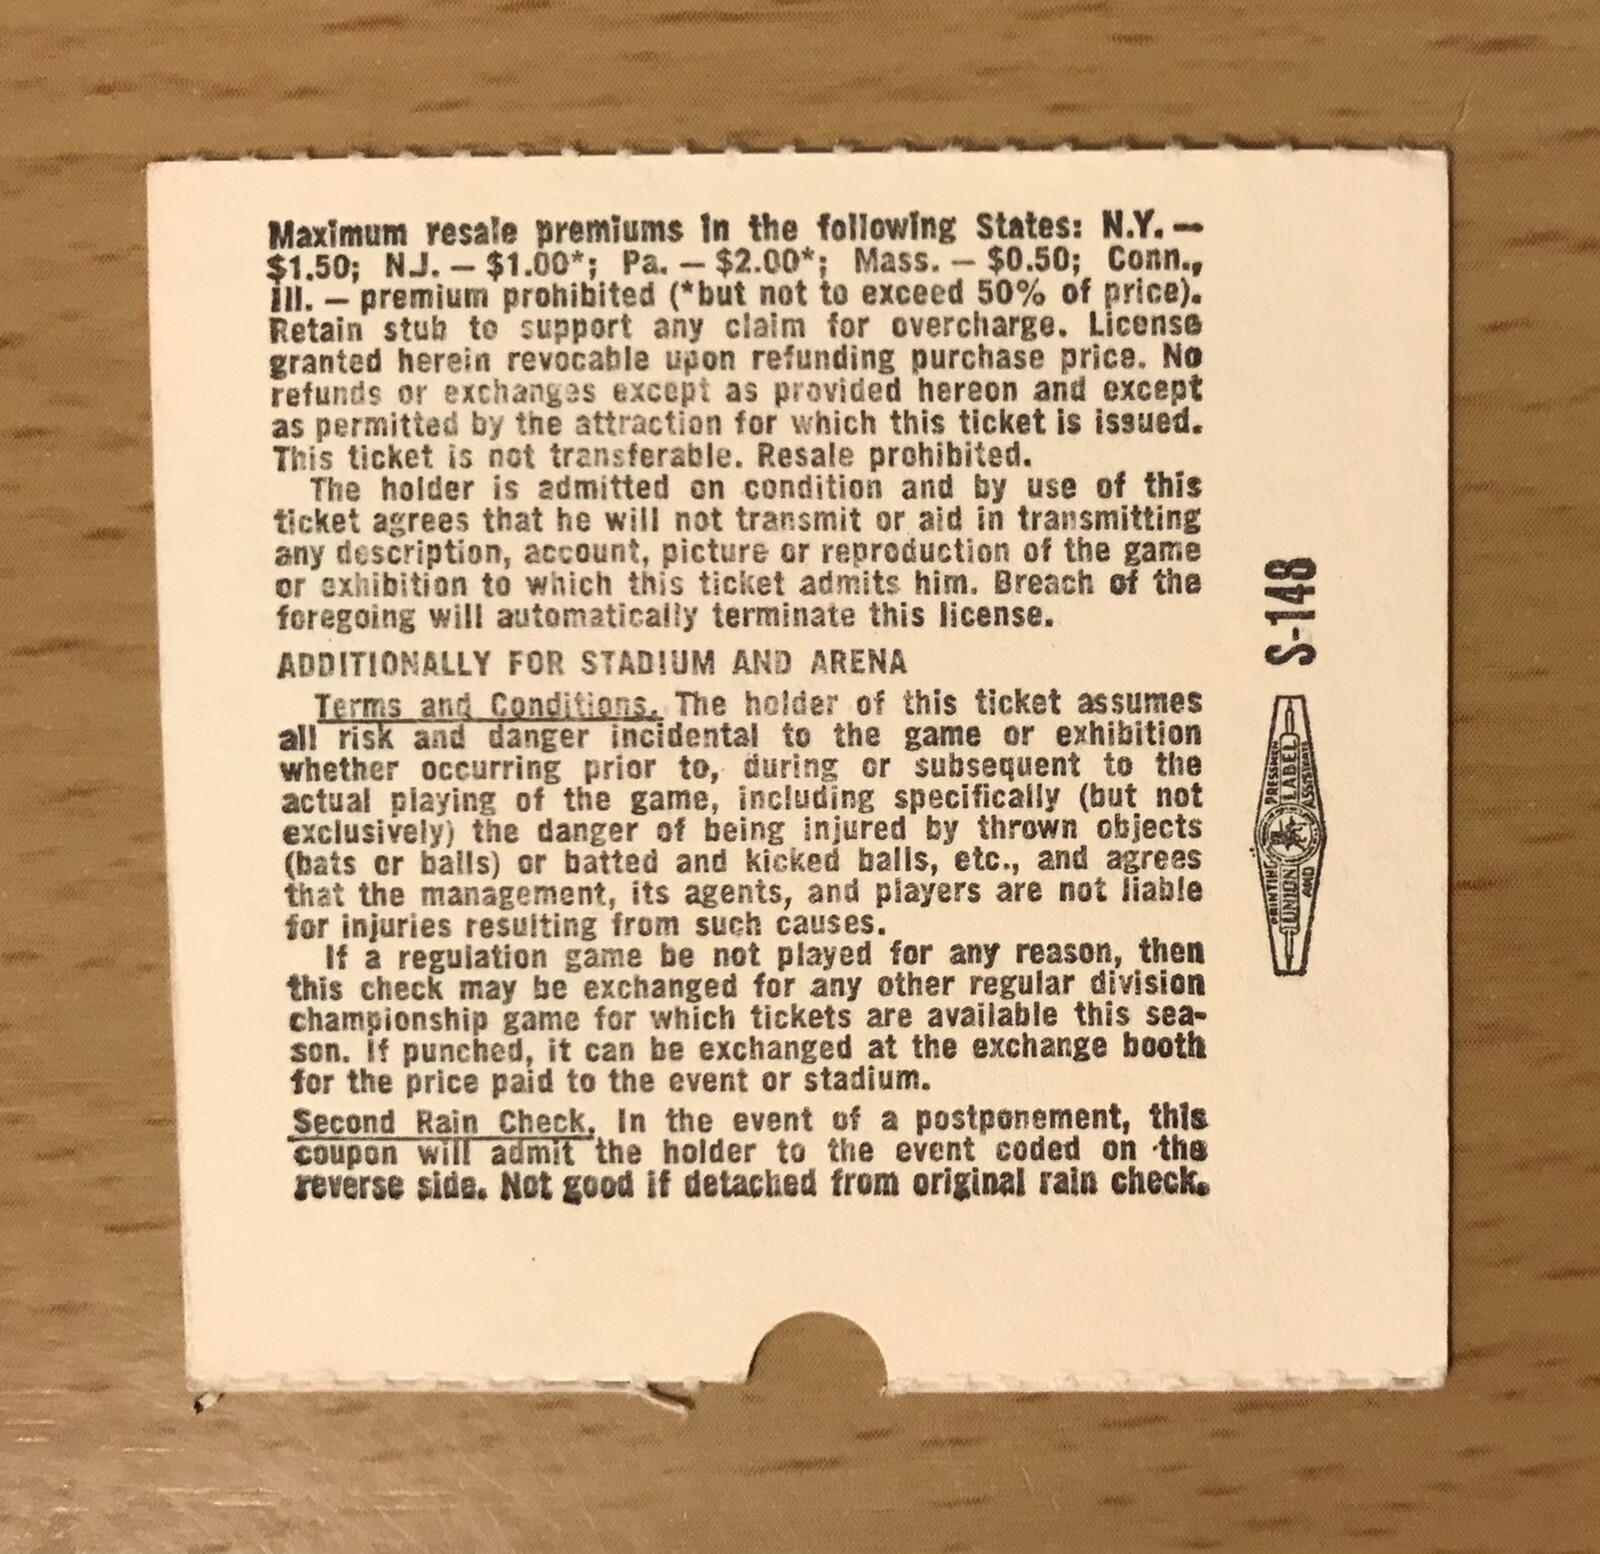 Maximum resale premiums in the following States: N.Y. —
$1.50; N.J. — $1.00*; Pa. — $2.00*; Mass. — $0.50; Conn.,
Ill. — premium prohibited (*but not to exceed 50% of price).
Retain stub to support any claim for overcharge. License
granted herein revocable upon refunding purchase price. No
refunds or exchanges except as provided hereon and except
as permitted by the attraction for which this ticket is issued.
This ticket is not transferable. Resale prohibited.
The holder is admitted on condition and by use of this
ticket agrees that he will not transmit or aid in transmitting
any description, account, picture or reproduction of the game
or exhibition to which this ticket admits him. Breach of the
foregoing will automatically terminate this license.
ADDITIONALLY FOR STADIUM AND ARENA
Terms and Conditions. The holder of this ticket assumes
all risk and danger incidental to the game or exhibition
whether occurring prior to, during or subsequent to the
actual playing of the game, including specifically (but not
exclusively) the danger of being injured by thrown objects
(bats or balls) or batted and kicked balls, etc., and agrees
that the management, its agents, and players are not liable
for injuries resulting from such causes.
If a regulation game be not played for any reason, then
this check may be exchanged for any other regular division
championship game for which tickets are available this sea-
son. If punched, it can be exchanged at the exchange booth
for the price paid to the event or stadium.
Second Rain Check. In the event of a postponement, this
coupon will admit the holder to the event coded on the
reverse side. Not good if detached from original rain check.
S-148
PRINTING PRESSMEN
UNION LABEL
AND ASSISTANTS